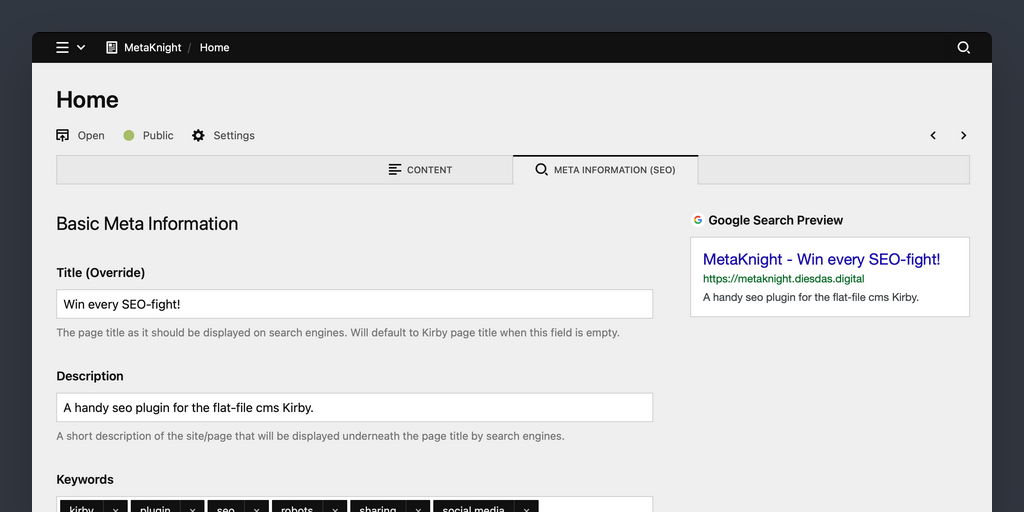 MetaKnight / Home
Home
Open Public Settings
CONTENT META INFORMATION (SEO)
Basic Meta Information
Title (Override)
Win every SEO-fight!
The page title as it should be displayed on search engines. Will default to Kirby page title when this field is empty.
Description
A handy seo plugin for the flat-file cms Kirby.
A short description of the site/page that will be displayed underneath the page title by search engines.
Keywords
kirby × plugin × seo × robots × sharing × social media ×
Google Search Preview
MetaKnight - Win every SEO-fight!
https://metaknight.diesdas.digital
A handy seo plugin for the flat-file cms Kirby.